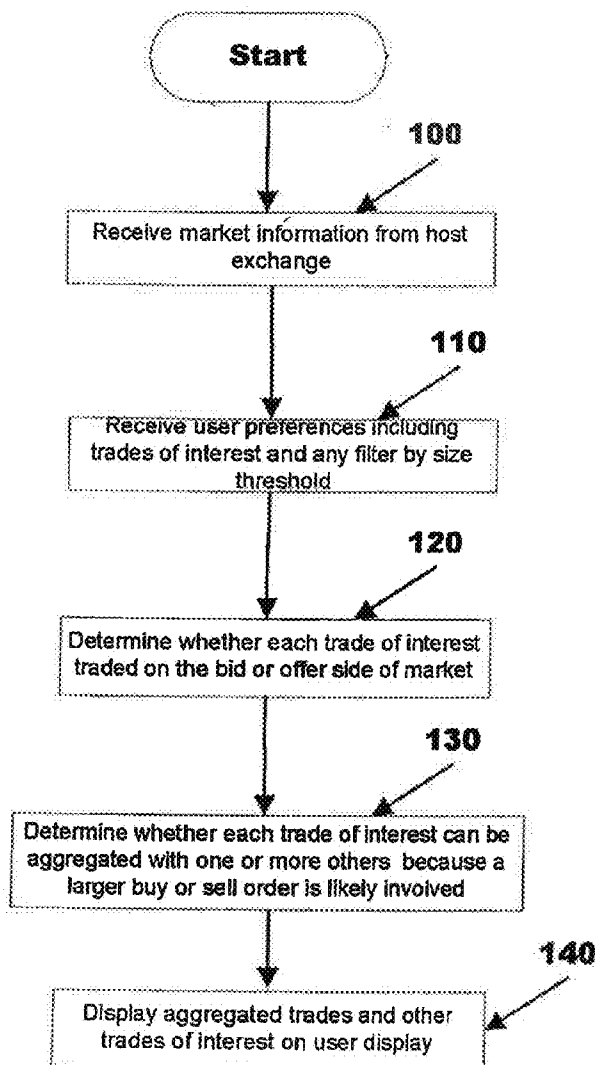 Start
100
Receive market information from host
exchange
110
Receive user preferences including
trades of interest and any filter by size
threshold
120
Determine whether each trade of interest
traded on the bid or offer side of market
130
Determine whether each trade of interest can be
aggregated with one or more others because a
larger buy or sell order is likely involved
140
Display aggregated trades and other
trades of interest on user display